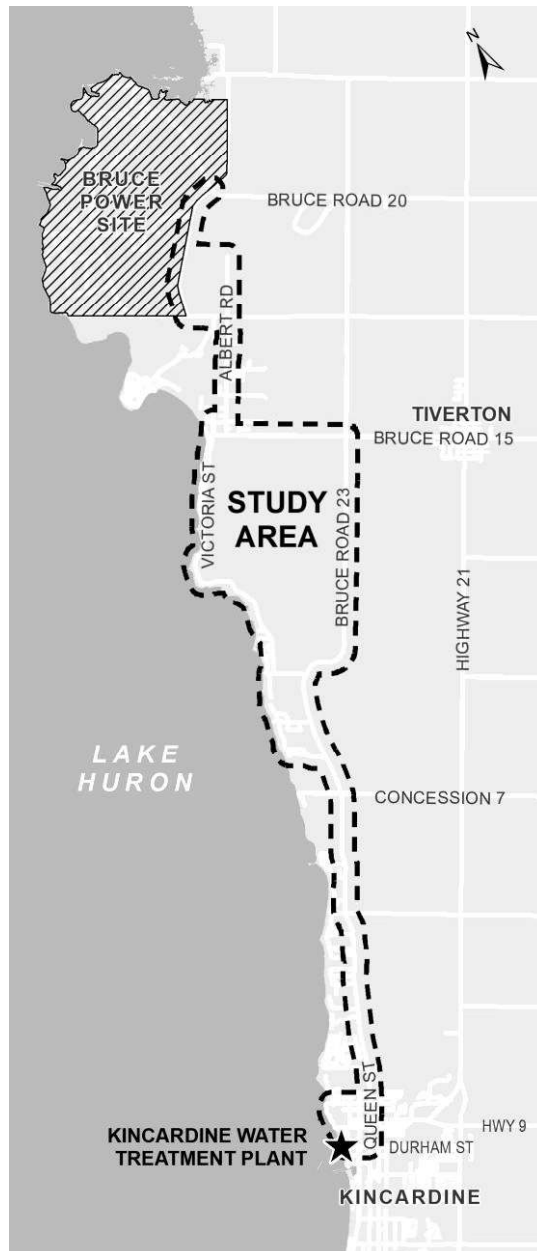 N
BRUCE
POWER
SITE
BRUCE ROAD 20
ALBERT RD
TIVERTON
BRUCE ROAD 15
VICTORIA ST
STUDY
AREA
BRUCE ROAD 23
HIGHWAY 21
LAKE
HURON
CONCESSION 7
QUEEN ST
HWY 9
KINCARDINE WATER
TREATMENT PLANT
DURHAM ST
KINCARDINE